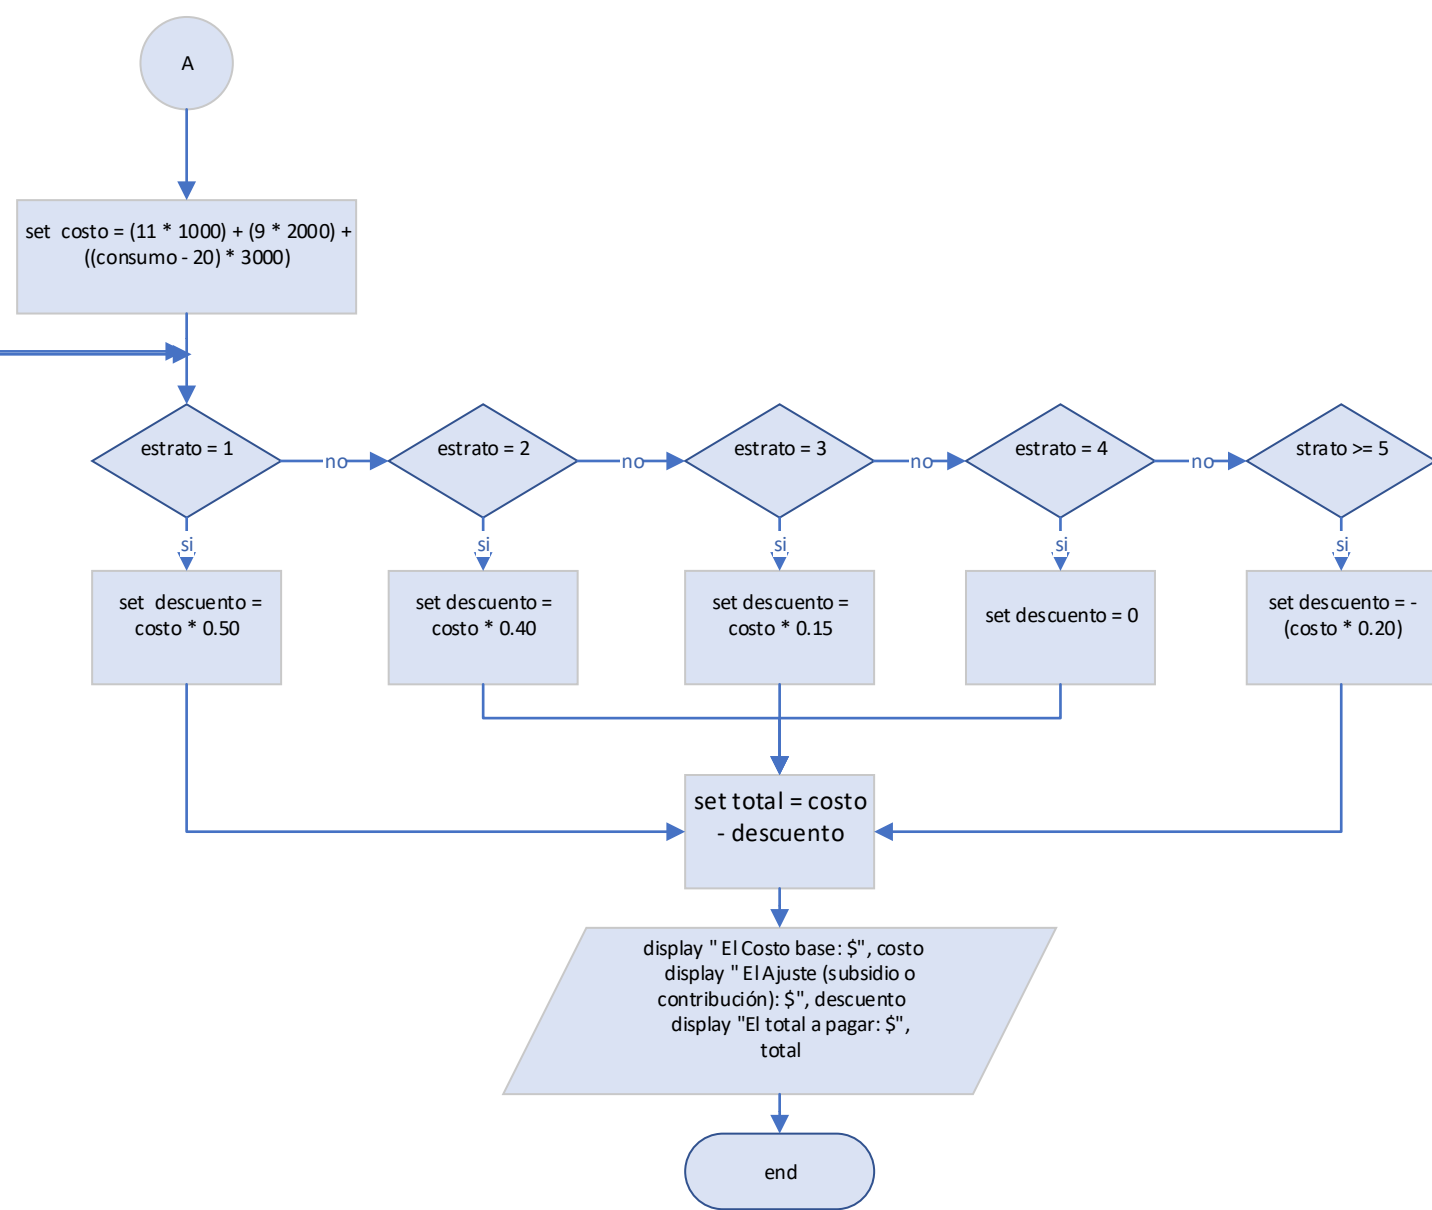 A
set  costo = (11 * 1000) + (9 * 2000) +
((consumo - 20) * 3000)
estrato = 1
no
estrato = 2
no
estrato = 3
no
estrato = 4
no
strato >= 5
si
si
si
si
si
set  descuento =
costo * 0.50
set descuento =
costo * 0.40
set descuento =
costo * 0.15
set descuento = 0
set descuento = -
(costo * 0.20)
set total = costo
- descuento
display " El Costo base: $", costo
display " El Ajuste (subsidio o
contribución): $", descuento
display "El total a pagar: $",
total
end